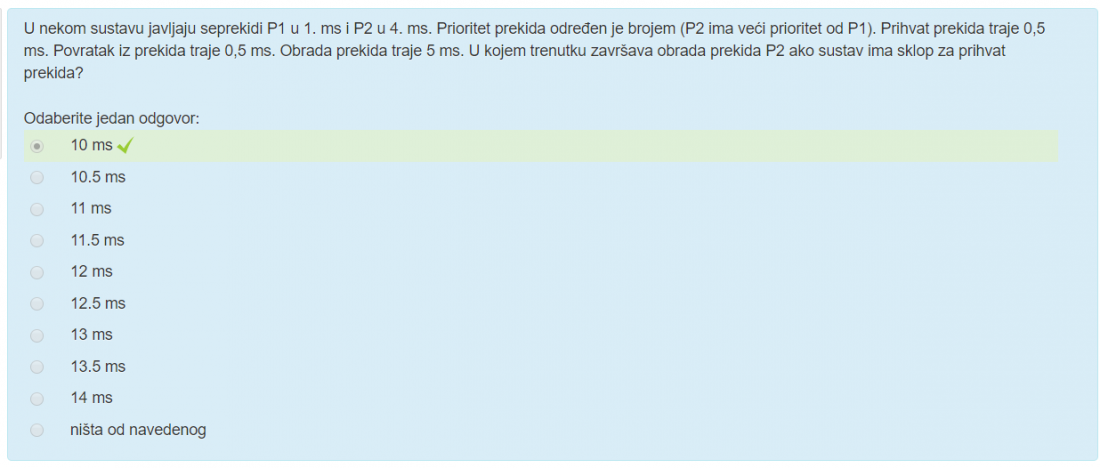 U nekom sustavu javljaju seprekidi P1 u 1. ms i P2 u 4. ms. Prioritet prekida određen je brojem (P2 ima veći prioritet od P1). Prihvat prekida traje 0,5
ms. Povratak iz prekida traje 0,5 ms. Obrada prekida traje 5 ms. U kojem trenutku završava obrada prekida P2 ako sustav ima sklop za prihvat
prekida?
Odaberite jedan odgovor:
10 ms
10.5 ms
11 ms
11.5 ms
12 ms
12.5 ms
13 ms
13.5 ms
14 ms
ništa od navedenog